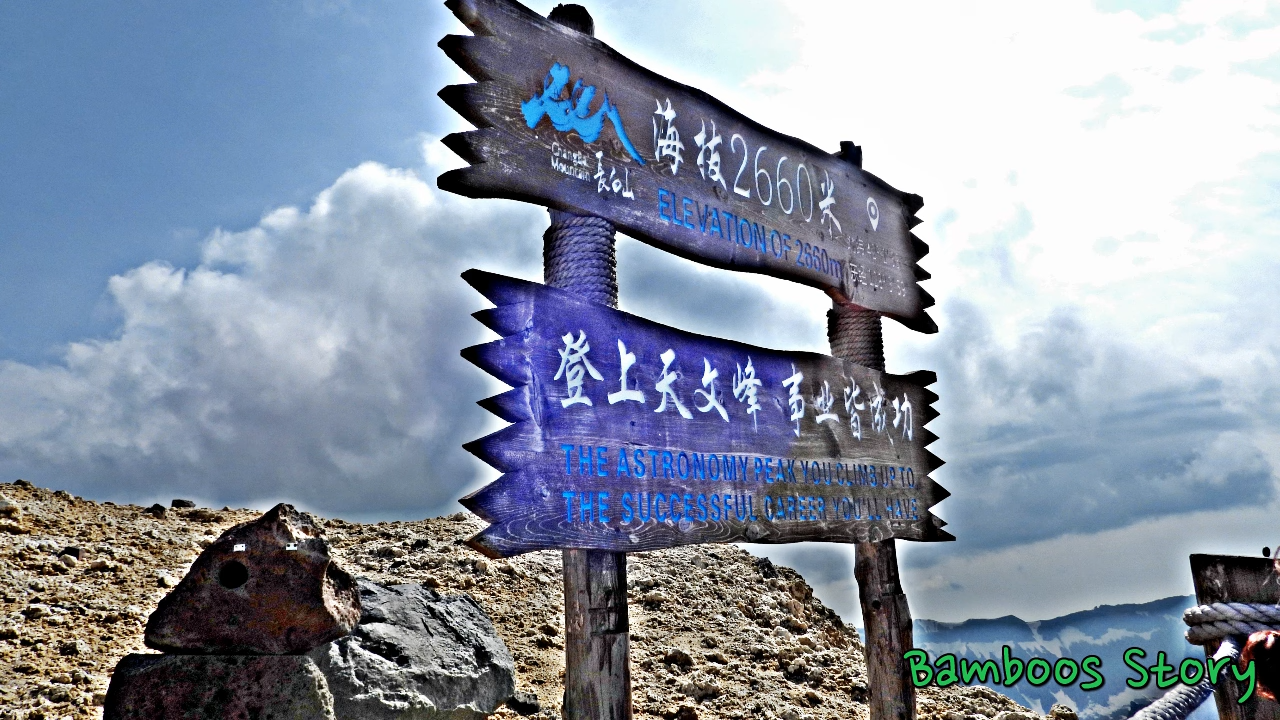 海拔2660米
Changbai
Mountain
長白山
ELEVATION OF 2660m
登上天文峰 事业皆成功
THE ASTRONOMY PEAK YOU CLIMB UP TO
THE SUCCESSFUL CAREER YOU'LL HAVE
Bamboos Story